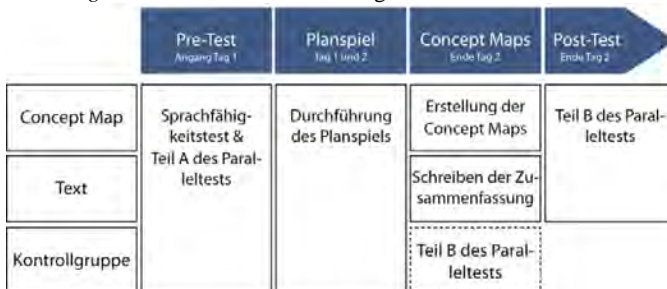 Pre-Test
Angang Tag 1
Planspiel
Tag 1 und 2
Concept Maps
Ende Tag 2
Post-Test
Ende Tag 2
Concept Map
Sprachfähig-
keitstest &
Teil A des Paral-
leltests
Durchführung
des Planspiels
Erstellung der
Concept Maps
Teil B des Paral-
leltests
Text
Schreiben der Zu-
sammenfassung
Kontrollgruppe
Teil B des Paral-
leltests